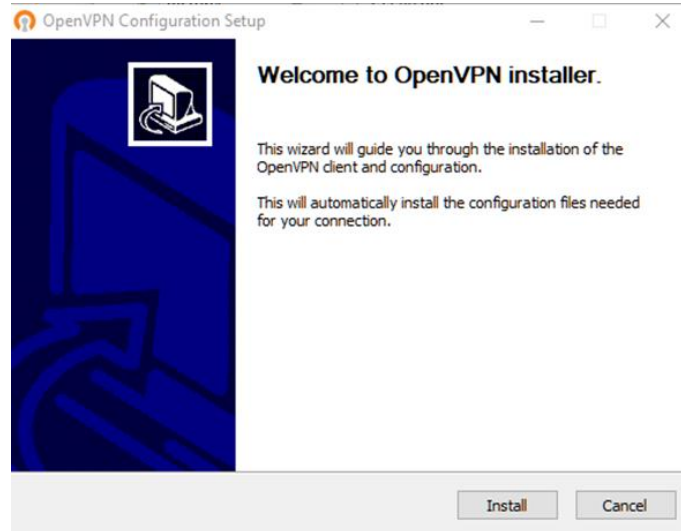 OpenVPN Configuration Setup
Welcome to OpenVPN installer.
This wizard will guide you through the installation of the
OpenVPN client and configuration.
This will automatically install the configuration files needed
for your connection.
Install
Cancel